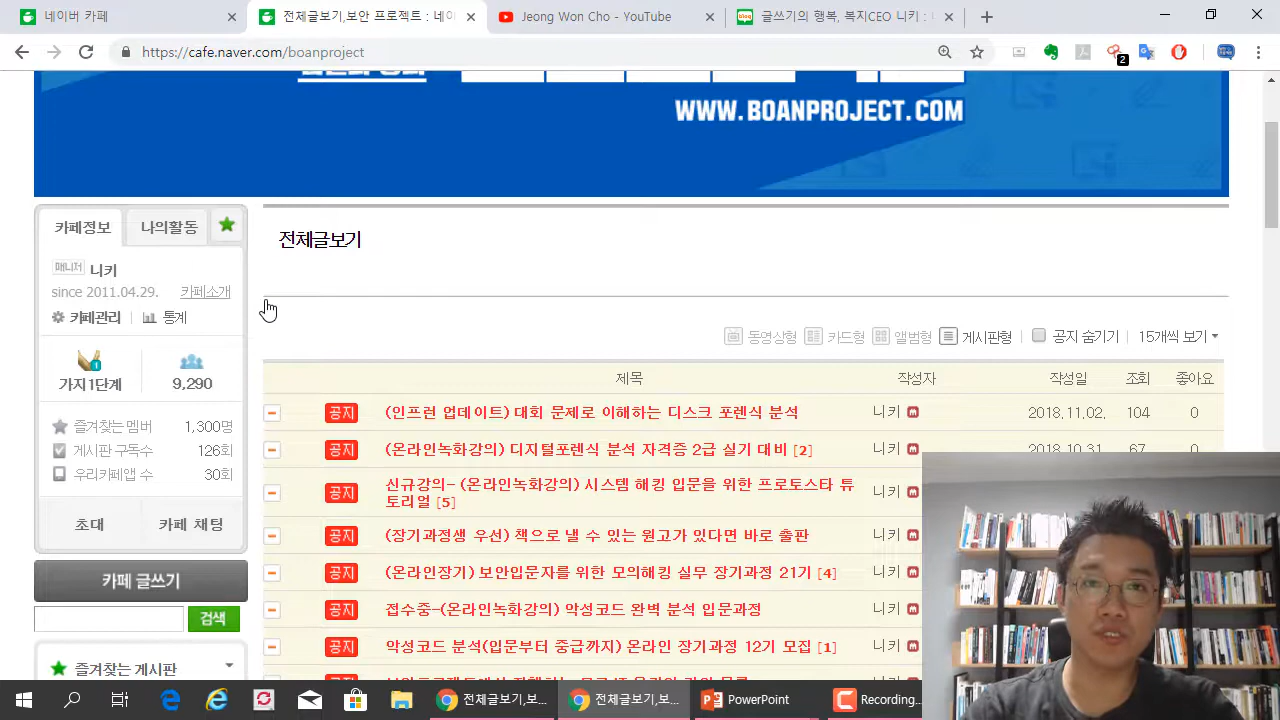 네이버 카페
전체글보기,보안 프로젝트 : 네이
Jeong Won Cho - YouTube
글쓰기의 행복, 복지CEO 니키 :
https://cafe.naver.com/boanproject
2
WWW.BOANPROJECT.COM
카페정보
나의활동
매니저 니키
since 2011.04.29. 카페소개
카페관리 통계
가지1단계
9,290
즐겨찾는 멤버 1,300명
게시판 구독수 126회
우리카페앱 수 30회
초대 카페 채팅
카페 글쓰기
검색
즐겨찾는 게시판
전체글보기
동영상형 카드형 앨범형 게시판형 공지 숨기기 15개씩 보기
제목 작성자 작성일 조회 좋아요
공지 (인프런 업데이트) 대회 문제로 이해하는 디스크 포렌식 분석 니키 2018.11.02. 104 0
공지 (온라인녹화강의) 디지털포렌식 분석 자격증 2급 실기 대비 [2] 니키 2018.10.31. 67 0
공지 신규강의- (온라인녹화강의) 시스템 해킹 입문을 위한 프로토스타 튜
토리얼 [5] 니키
공지 (장기과정생 우선) 책으로 낼 수 있는 원고가 있다면 바로 출판 니키
공지 (온라인장기) 보안입문자를 위한 모의해킹 실무 장기과정 21기 [4] 니키
공지 접수중-(온라인녹화강의) 악성코드 완벽 분석 입문과정 니키
공지 악성코드 분석(입문부터 중급까지) 온라인 장기과정 12기 모집 [1] 니키
전체글보기,보...
전체글보기,보...
PowerPoint
Recording...